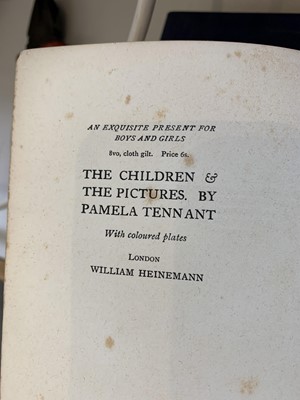 AN EXQUISITE PRESENT FOR
BOYS AND GIRLS
8vo, cloth gilt. Price 6s.
THE CHILDREN &
THE PICTURES. BY
PAMELA TENNANT
With coloured plates
LONDON
WILLIAM HEINEMANN